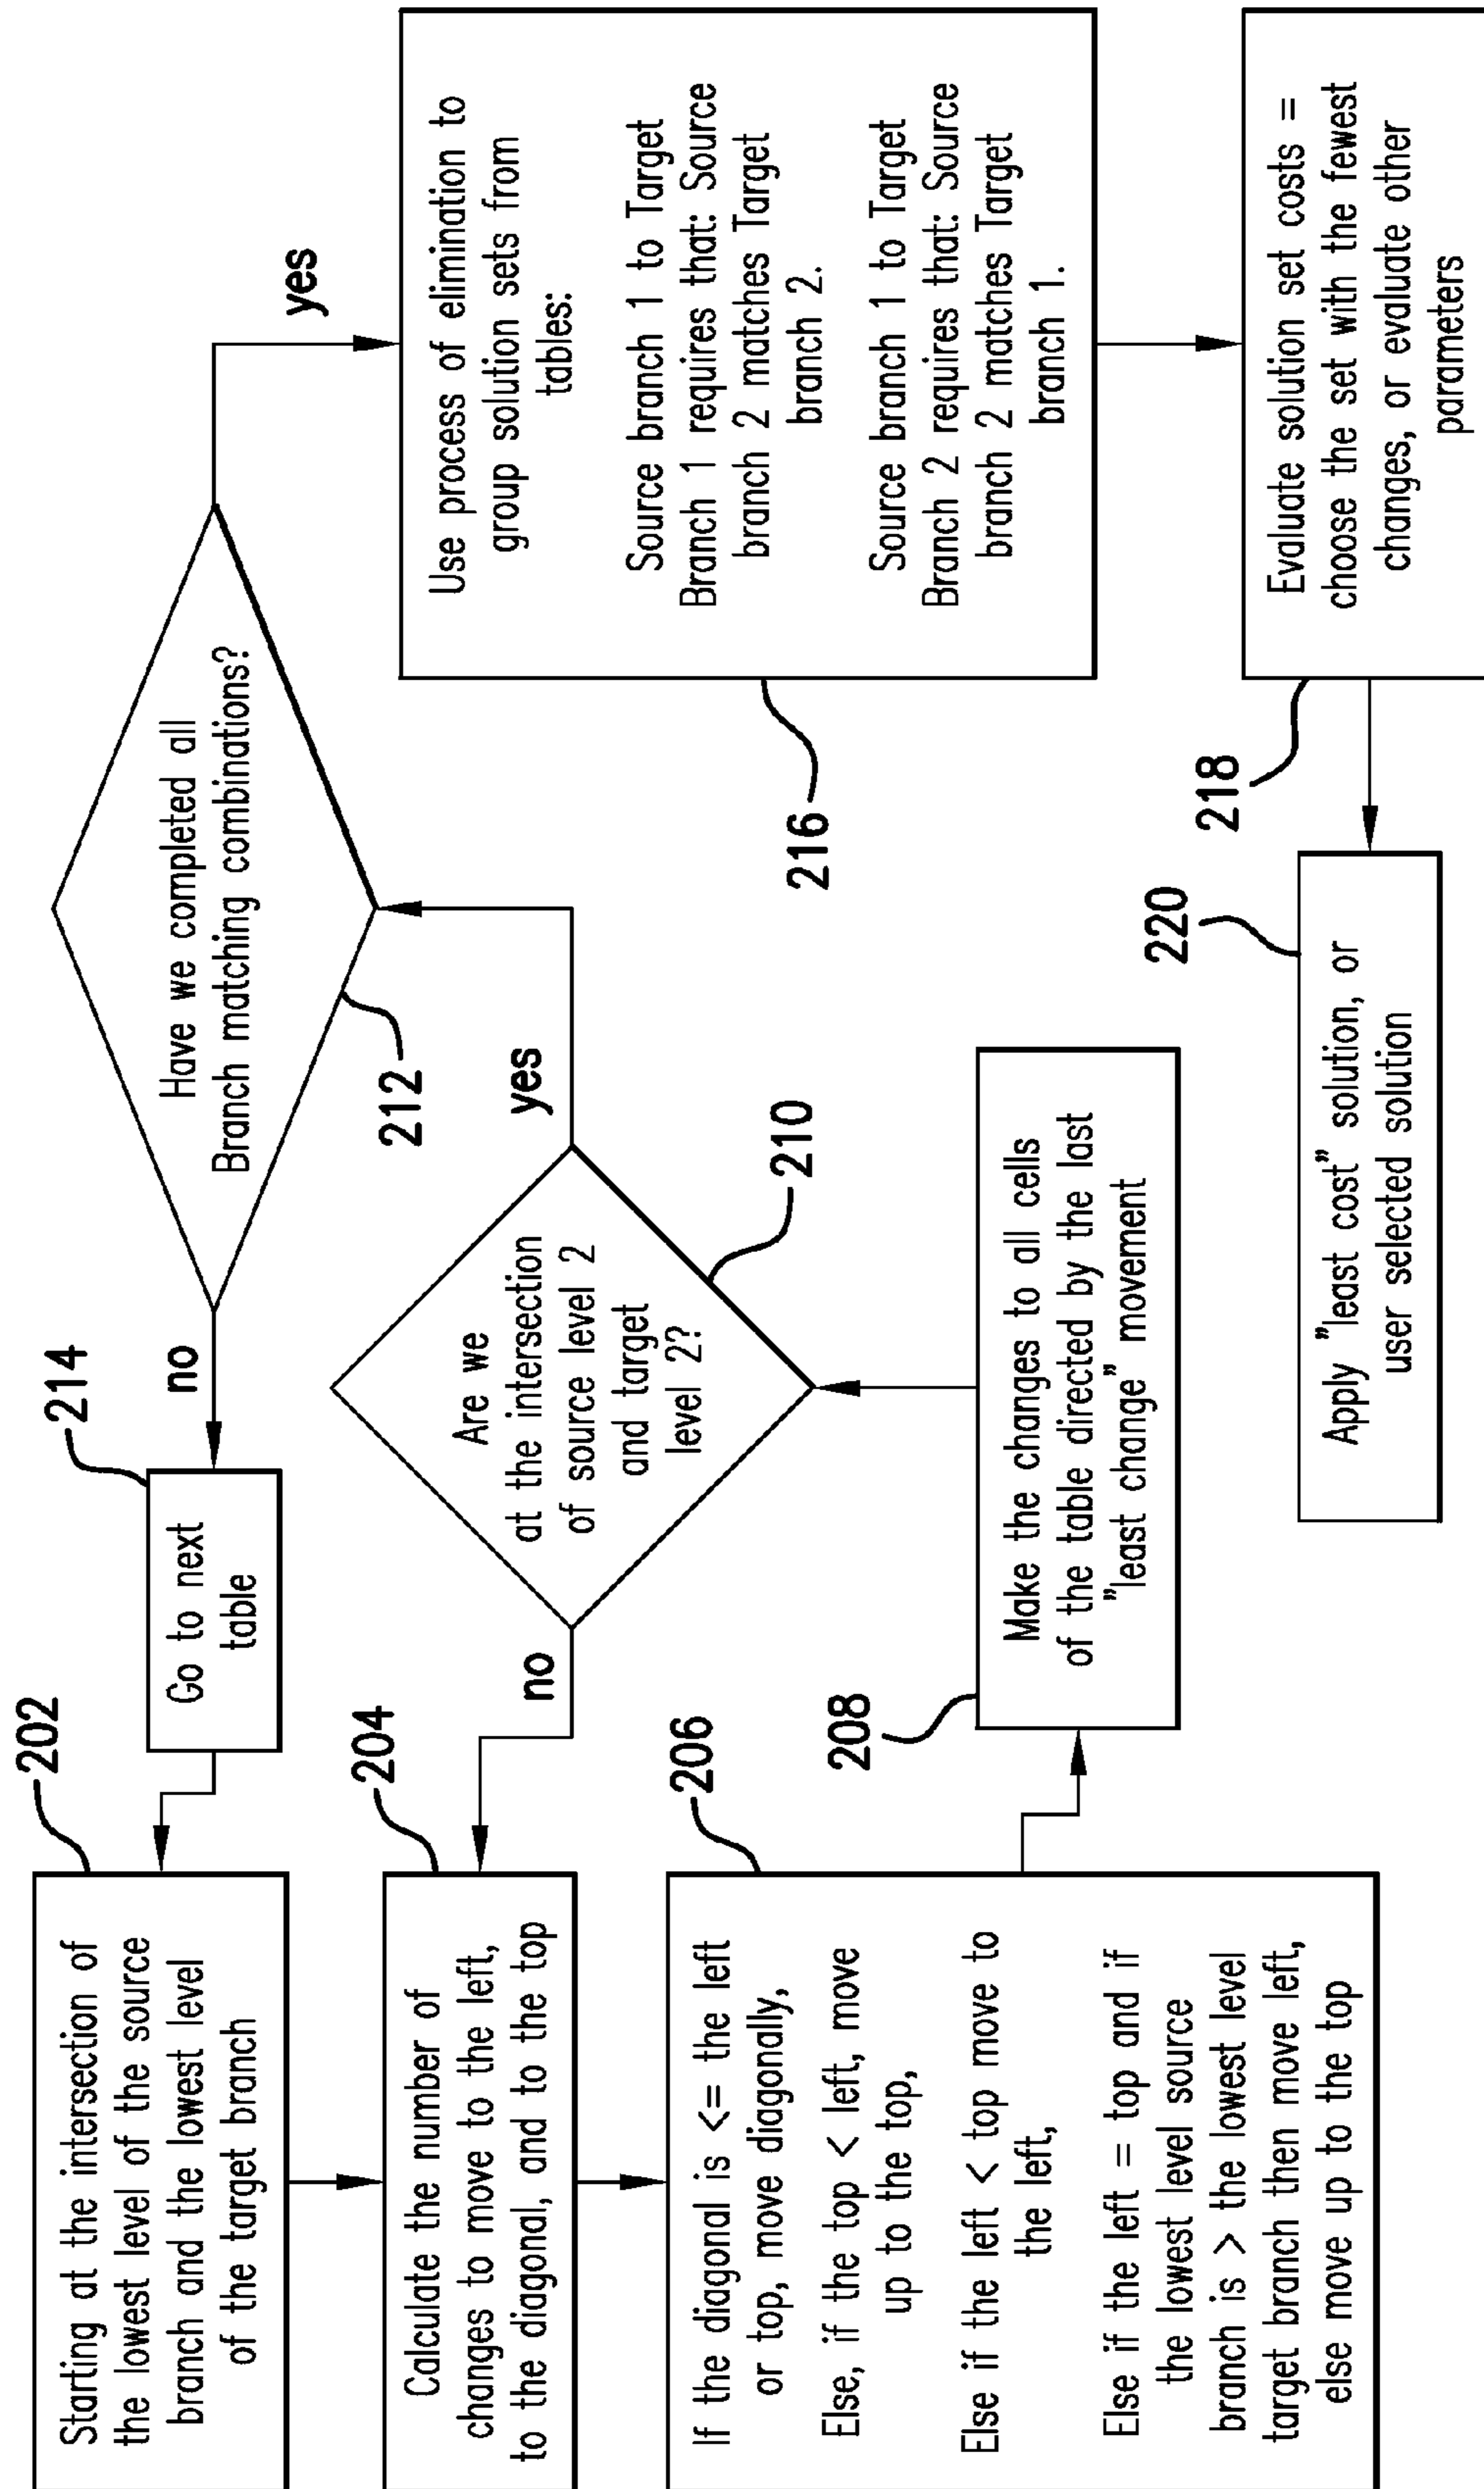 202
Starting at the intersection of
the lowest level of the source
branch and the lowest level
of the target branch
204
Calculate the number of
changes to move to the left,
to the diagonal, and to the top
206
If the diagonal is <= the left
or top, move diagonally,
Else, if the top < left, move
up to the top,
Else if the left < top move to
the left,
Else if the left = top and if
the lowest level source
branch is > the lowest level
target branch then move left,
else move up to the top
208
Make the changes to all cells
of the table directed by the last
"least change" movement
210
Are we
at the intersection
of source level 2
and target
level 2?
no
yes
212
Have we completed all
Branch matching combinations?
no
yes
214
Go to next
table
216
Use process of elimination to
group solution sets from
tables:
Source branch 1 to Target
Branch 1 requires that: Source
branch 2 matches Target
branch 2.
Source branch 1 to Target
Branch 2 requires that: Source
branch 2 matches Target
branch 1.
218
Evaluate solution set costs =
choose the set with the fewest
changes, or evaluate other
parameters
220
Apply "least cost" solution, or
user selected solution